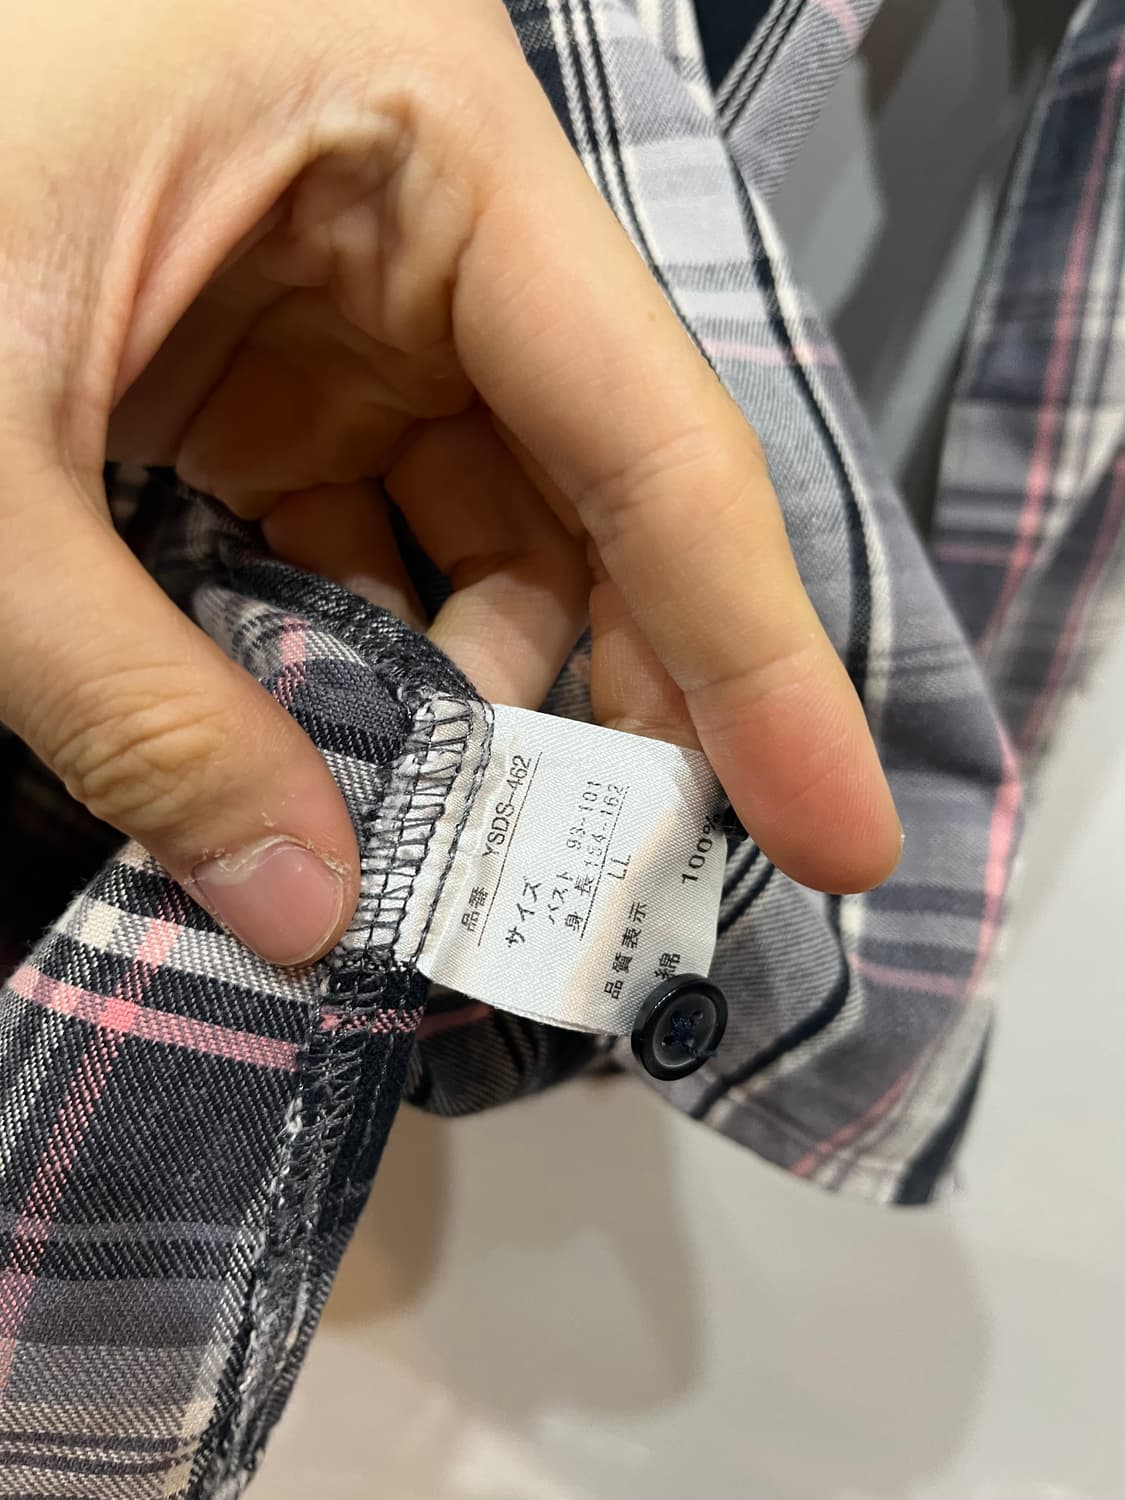 品番 YSDS-462
サイズ
バスト 93~101
身 長 154~162
LL
品質表示
綿 100%